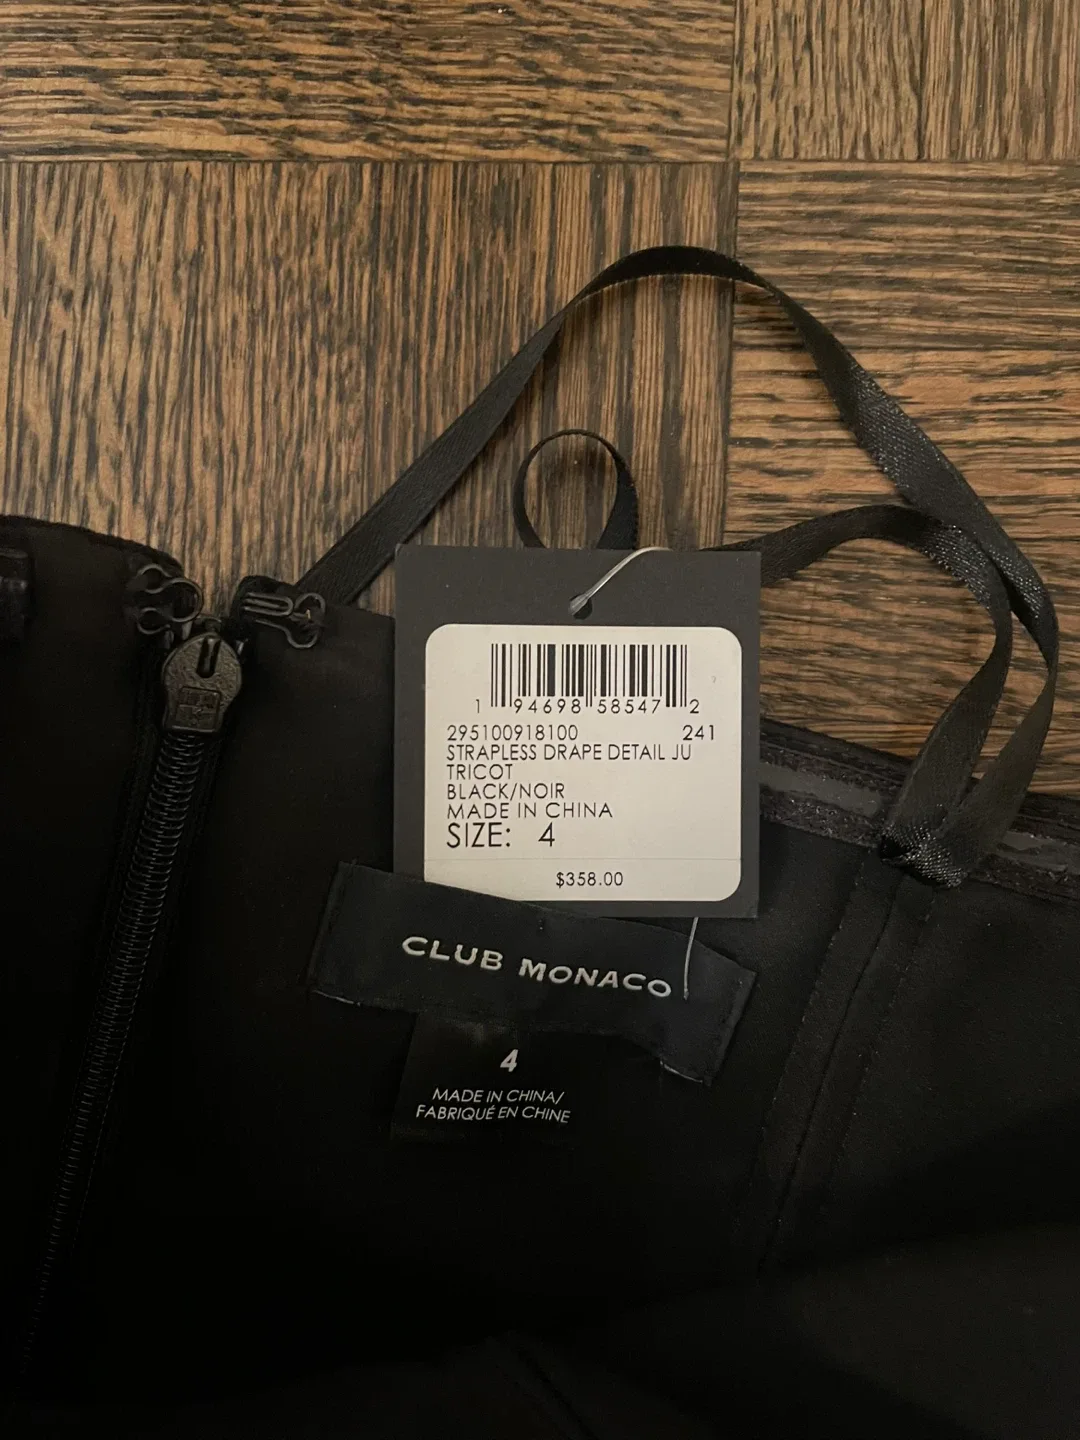 1 94698 58547 2
295100918100 241
STRAPLESS DRAPE DETAIL JU
TRICOT
BLACK/NOIR
MADE IN CHINA
SIZE: 4
$358.00
CLUB MONACO
4
MADE IN CHINA/
FABRIQUÉ EN CHINE